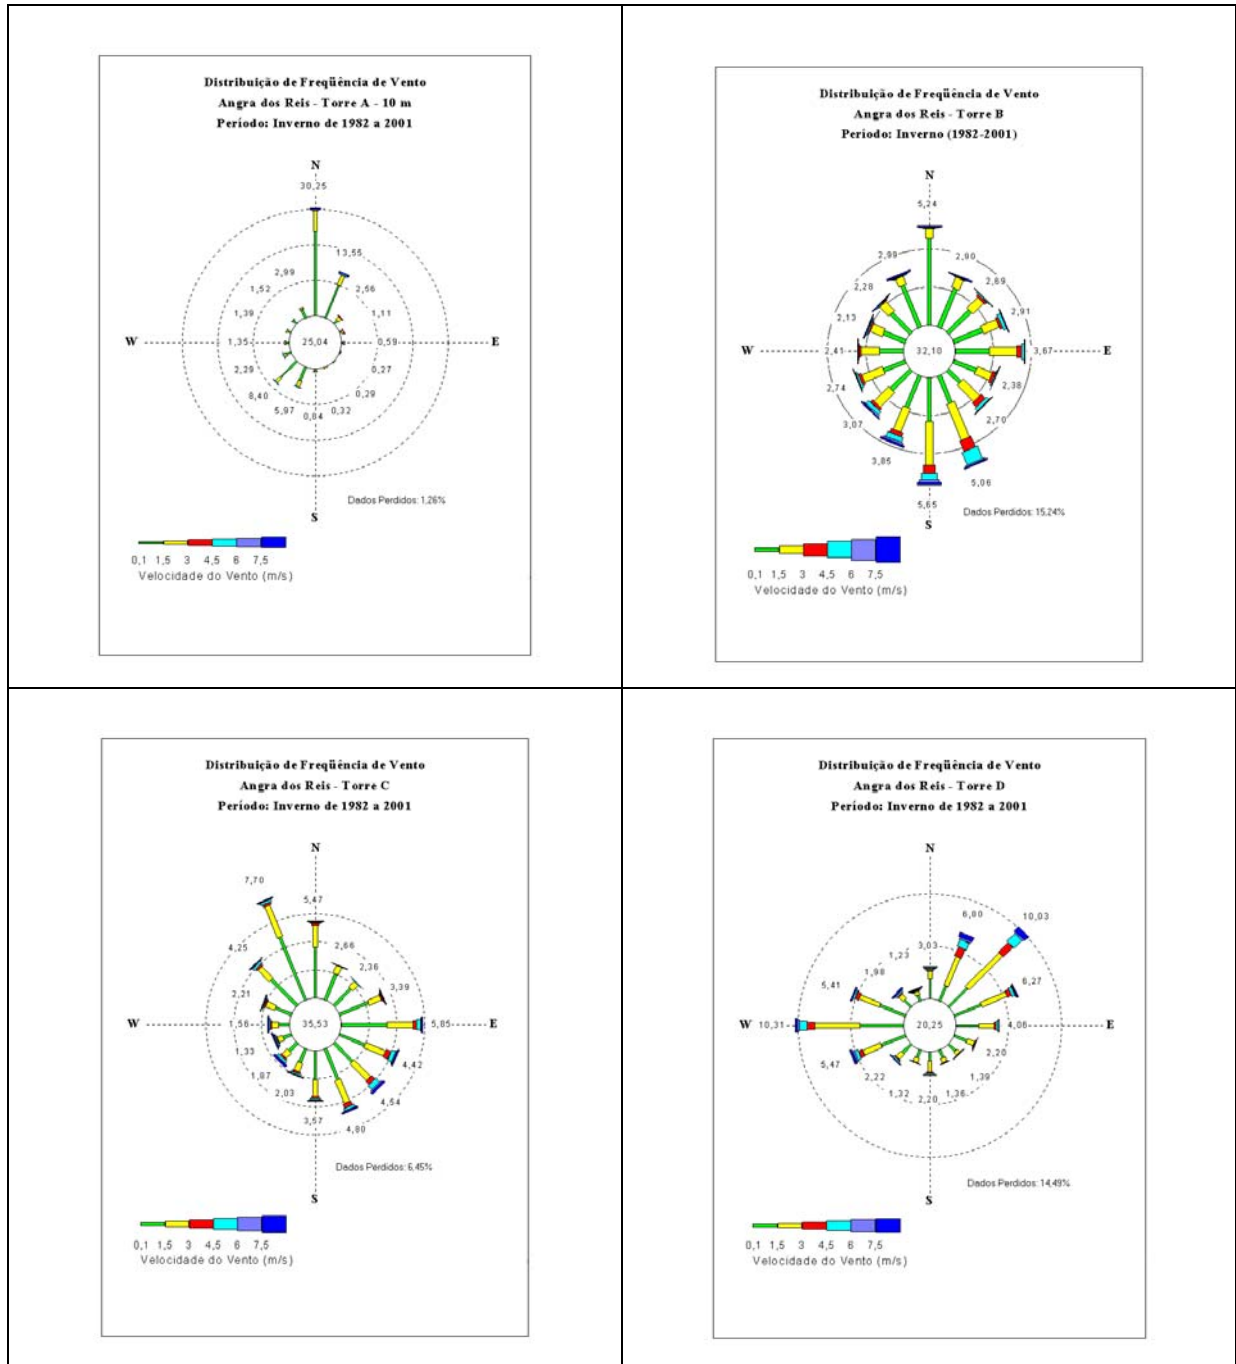 Distribuição de Freqüência de Vento
Angra dos Reis - Torre A - 10 m
Período: Inverno de 1982 a 2001
N
30,25
13,55
2,99
2,56
1,52
1,11
1,39
W
1,35
25,04
0,59
E
2,29
0,27
8,40
0,29
5,97
0,84
0,32
Dados Perdidos: 1,26%
S
0,1 1,5 3 4,5 6 7,5
Velocidade do Vento (m/s)
Distribuição de Freqüência de Vento
Angra dos Reis - Torre B
Período: Inverno (1982-2001)
N
5,24
2,99
2,90
2,28
2,69
2,13
2,91
W
2,41
32,10
3,67
E
2,74
2,38
3,07
2,70
3,85
5,06
5,65
Dados Perdidos: 15,24%
S
0,1 1,5 3 4,5 6 7,5
Velocidade do Vento (m/s)
Distribuição de Freqüência de Vento
Angra dos Reis - Torre C
Período: Inverno de 1982 a 2001
N
7,70
5,47
4,25
2,66
2,36
2,21
3,39
W
1,56
35,53
5,85
E
1,33
4,42
1,87
4,54
2,03
3,57
4,80
Dados Perdidos: 6,45%
S
0,1 1,5 3 4,5 6 7,5
Velocidade do Vento (m/s)
Distribuição de Freqüência de Vento
Angra dos Reis - Torre D
Período: Inverno de 1982 a 2001
N
6,00
10,03
3,03
1,23
1,98
5,41
6,27
W
10,31
20,25
4,06
E
5,47
2,20
2,22
1,39
1,32
2,20
1,36
Dados Perdidos: 14,49%
S
0,1 1,5 3 4,5 6 7,5
Velocidade do Vento (m/s)